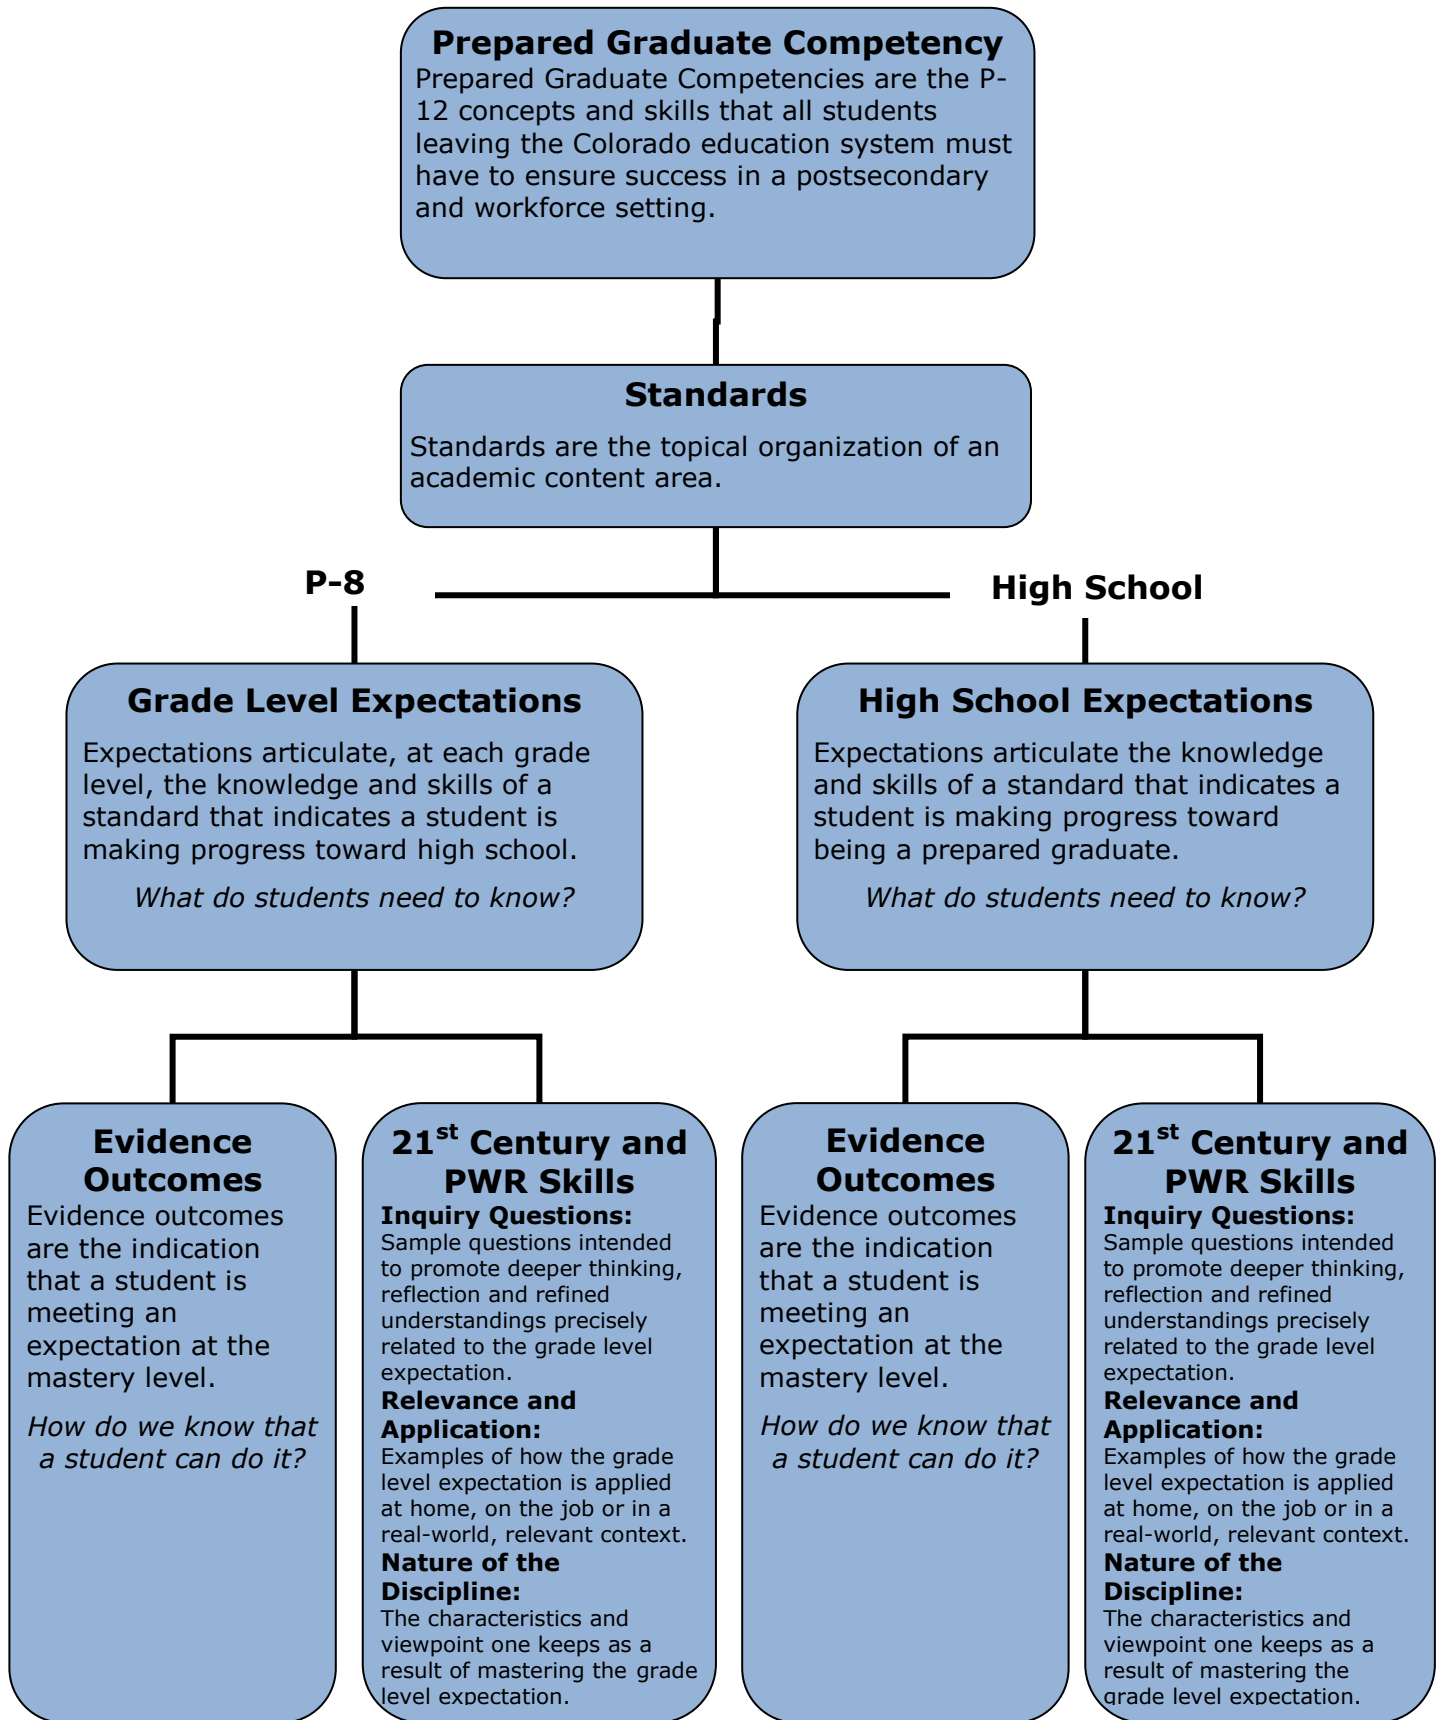 Prepared Graduate Competency
Prepared Graduate Competencies are the P-
12 concepts and skills that all students
leaving the Colorado education system must
have to ensure success in a postsecondary
and workforce setting.
Standards
Standards are the topical organization of an
academic content area.
P-8
High School
Grade Level Expectations
Expectations articulate, at each grade
level, the knowledge and skills of a
standard that indicates a student is
making progress toward high school.
What do students need to know?
High School Expectations
Expectations articulate the knowledge
and skills of a standard that indicates a
student is making progress toward
being a prepared graduate.
What do students need to know?
Evidence
Outcomes
Evidence outcomes
are the indication
that a student is
meeting an
expectation at the
mastery level.
How do we know that
a student can do it?
21st Century and
PWR Skills
Inquiry Questions:
Sample questions intended
to promote deeper thinking,
reflection and refined
understandings precisely
related to the grade level
expectation.
Relevance and
Application:
Examples of how the grade
level expectation is applied
at home, on the job or in a
real-world, relevant context.
Nature of the
Discipline:
The characteristics and
viewpoint one keeps as a
result of mastering the grade
level expectation.
Evidence
Outcomes
Evidence outcomes
are the indication
that a student is
meeting an
expectation at the
mastery level.
How do we know that
a student can do it?
21st Century and
PWR Skills
Inquiry Questions:
Sample questions intended
to promote deeper thinking,
reflection and refined
understandings precisely
related to the grade level
expectation.
Relevance and
Application:
Examples of how the grade
level expectation is applied
at home, on the job or in a
real-world, relevant context.
Nature of the
Discipline:
The characteristics and
viewpoint one keeps as a
result of mastering the
grade level expectation.